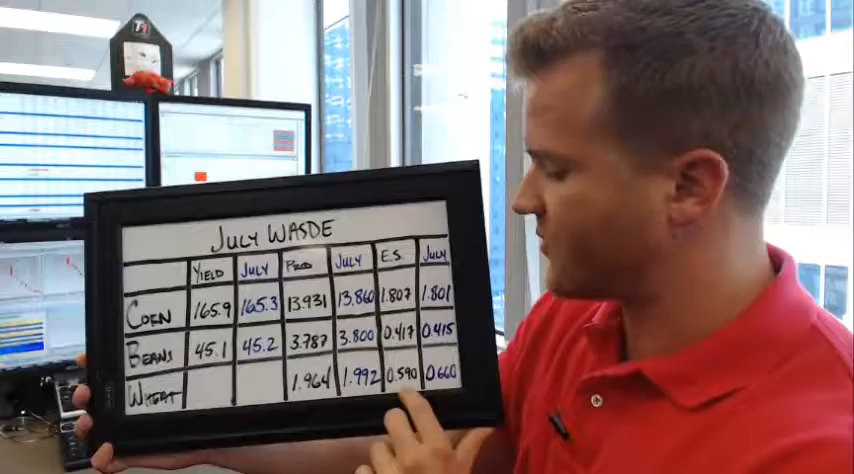 JULY WASDE
YIELD JULY PROD JULY E.S. JULY
CORN 165.9 165.3 13.931 13.860 1.807 1.801
BEANS 45.1 45.2 3.787 3.800 0.417 0.415
WHEAT 1.964 1.992 0.590 0.660